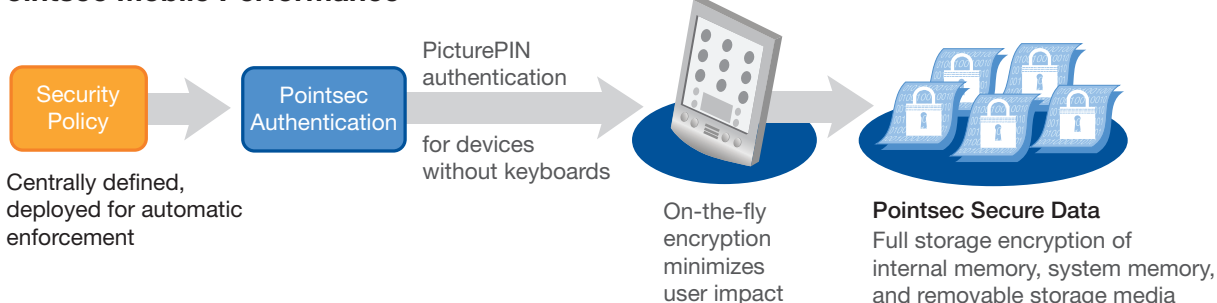 Security
Policy
Centrally defined,
deployed for automatic
enforcement
Pointsec
Authentication
PicturePIN
authentication
for devices
without keyboards
On-the-fly
encryption
minimizes
user impact
Pointsec Secure Data
Full storage encryption of
internal memory, system memory,
and removable storage media